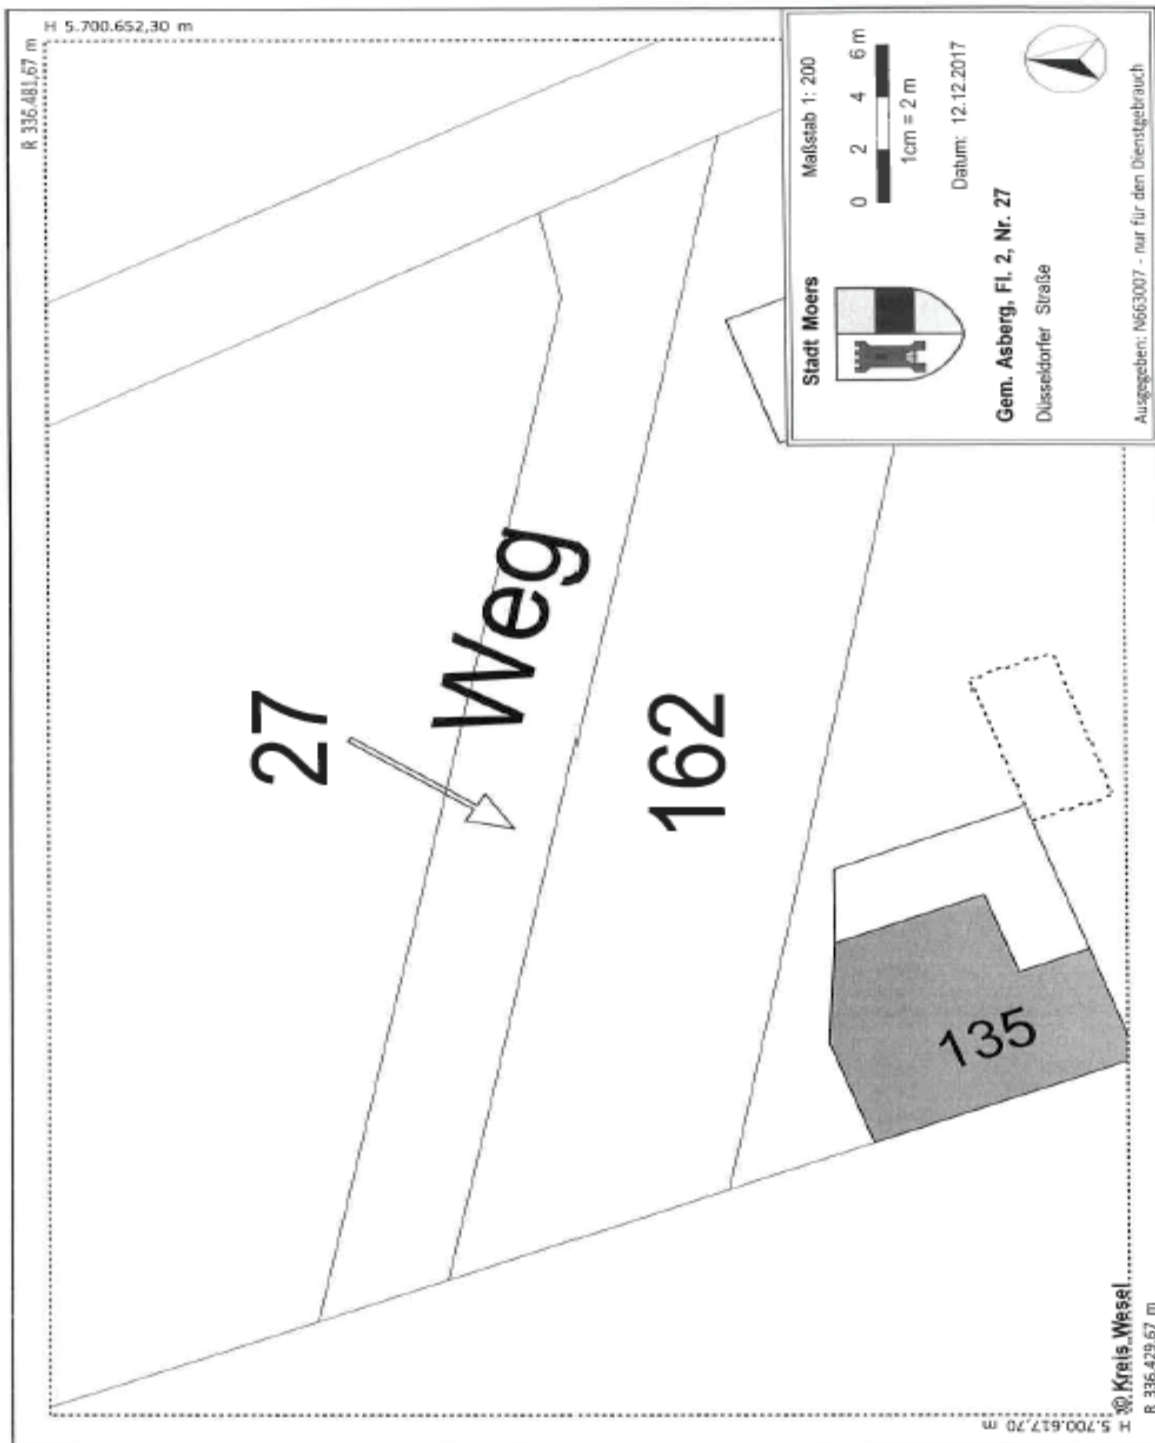 H 5.700.652,30 m
R 336.481,67 m
27
Weg
162
135
Stadt Moers
Maßstab 1: 200
0 2 4 6 m
1cm = 2 m
Datum: 12.12.2017
Gem. Asberg, Fl. 2, Nr. 27
Düsseldorfer Straße
Ausgegeben: N663007 - nur für den Dienstgebrauch
© Kreis Wesel
R 336.429,67 m
H 5.700.617,70 m